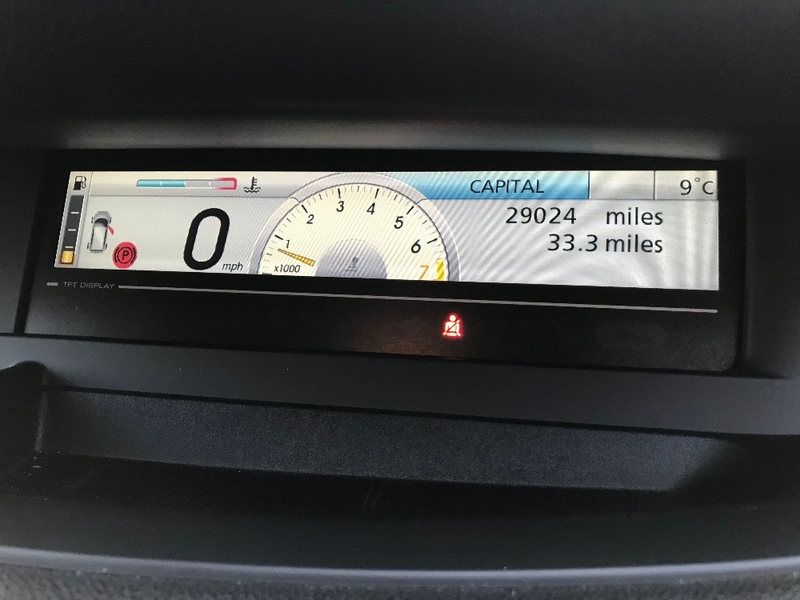 CAPITAL
9°C
29024 miles
33.3 miles
0 mph
P
1 2 3 4 5 6 7
x1000
TFT DISPLAY